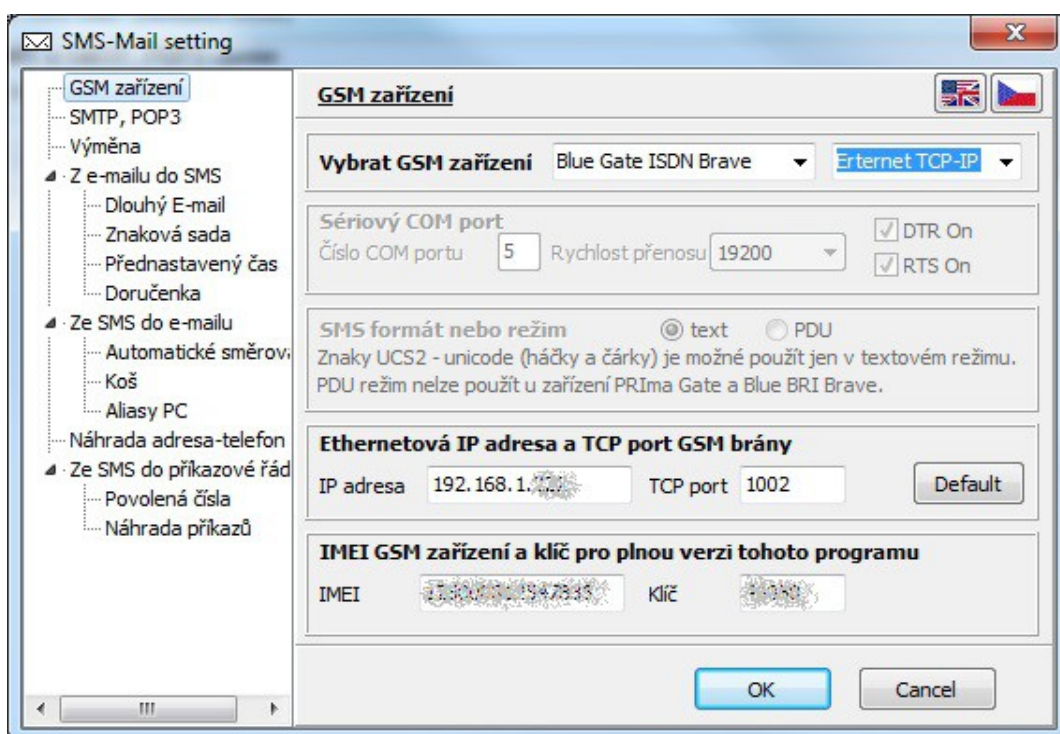 SMS-Mail setting
GSM zařízení
SMTP, POP3
Výměna
Z e-mailu do SMS
Dlouhý E-mail
Znaková sada
Přednastavený čas
Doručenka
Ze SMS do e-mailu
Automatické směrov
Koš
Aliasy PC
Náhrada adresa-telefon
Ze SMS do příkazové řád
Povolená čísla
Náhrada příkazů
GSM zařízení
Vybrat GSM zařízení Blue Gate ISDN Brave Erternet TCP-IP
Sériový COM port
DTR On
Číslo COM portu 5 Rychlost přenosu 19200
RTS On
SMS formát nebo režim text PDU
Znaky UCS2 - unicode (háčky a čárky) je možné použít jen v textovém režimu.
PDU režim nelze použít u zařízení PRIma Gate a Blue BRI Brave.
Ethernetová IP adresa a TCP port GSM brány
IP adresa 192.168.1. TCP port 1002 Default
IMEI GSM zařízení a klíč pro plnou verzi tohoto programu
IMEI Klíč
OK Cancel